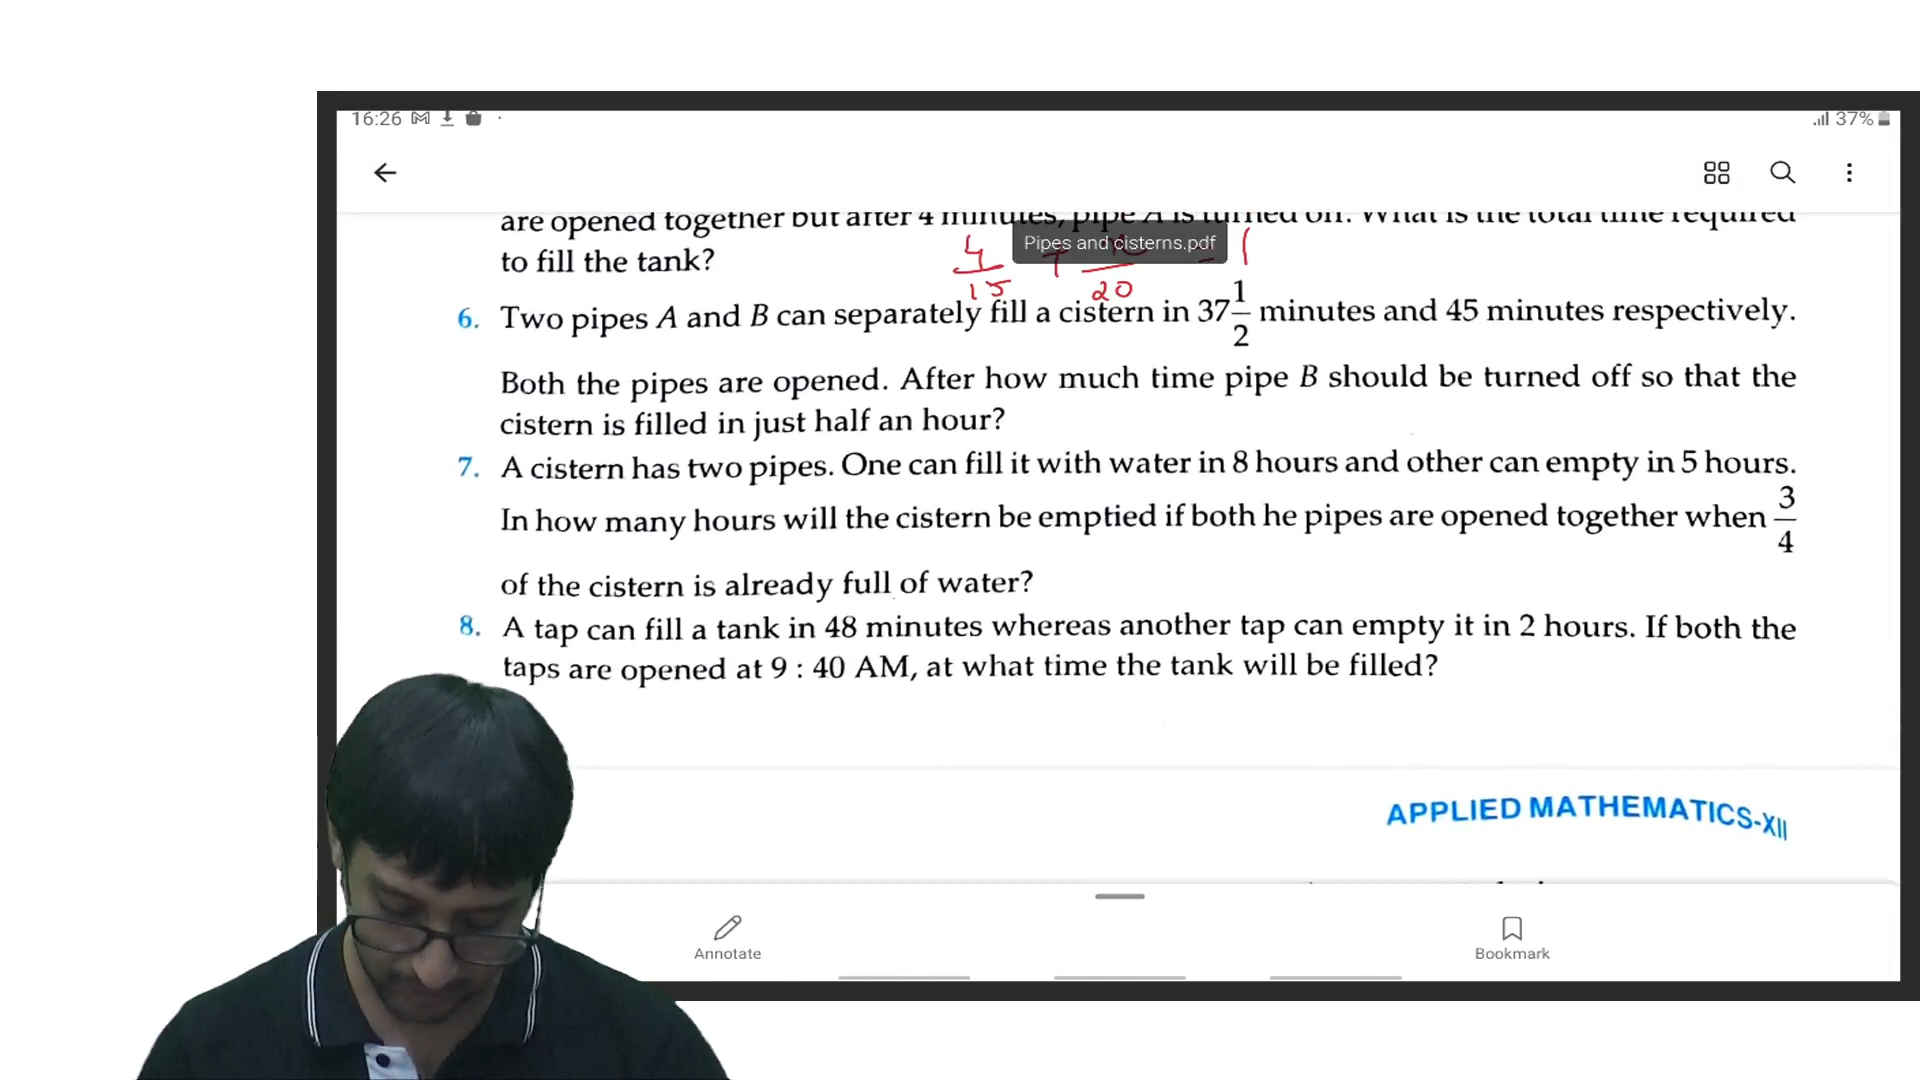 16:26
37%
are opened together but after 4 minutes, pipe A is turned off. What is the total time required
Pipes and cisterns.pdf
to fill the tank?
4/15 + /20 = 1
6. Two pipes A and B can separately fill a cistern in 37 1/2 minutes and 45 minutes respectively.
Both the pipes are opened. After how much time pipe B should be turned off so that the
cistern is filled in just half an hour?
7. A cistern has two pipes. One can fill it with water in 8 hours and other can empty in 5 hours.
In how many hours will the cistern be emptied if both he pipes are opened together when 3/4
of the cistern is already full of water?
8. A tap can fill a tank in 48 minutes whereas another tap can empty it in 2 hours. If both the
taps are opened at 9 : 40 AM, at what time the tank will be filled?
APPLIED MATHEMATICS-XII
Annotate
Bookmark